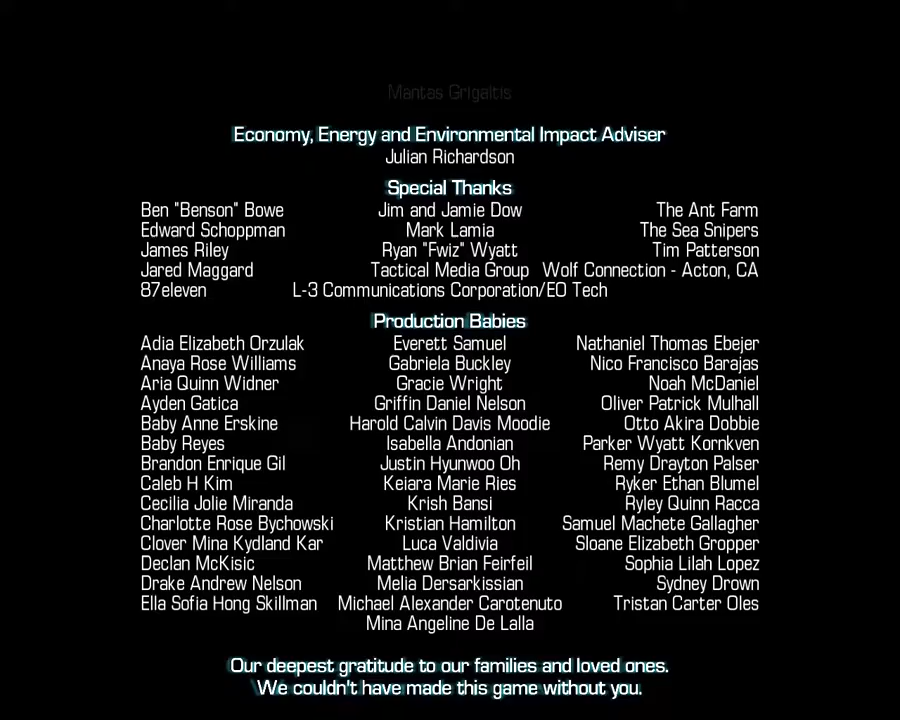 Mantas Grigaitis
Economy, Energy and Environmental Impact Adviser
Julian Richardson
Special Thanks
Ben "Benson" Bowe Jim and Jamie Dow The Ant Farm
Edward Schoppman Mark Lamia The Sea Snipers
James Riley Ryan "Fwiz" Wyatt Tim Patterson
Jared Maggard Tactical Media Group Wolf Connection - Acton, CA
87eleven L-3 Communications Corporation/EO Tech
Production Babies
Adia Elizabeth Orzulak Everett Samuel Nathaniel Thomas Ebejer
Anaya Rose Williams Gabriela Buckley Nico Francisco Barajas
Aria Quinn Widner Gracie Wright Noah McDaniel
Ayden Gatica Griffin Daniel Nelson Oliver Patrick Mulhall
Baby Anne Erskine Harold Calvin Davis Moodie Otto Akira Dobbie
Baby Reyes Isabella Andonian Parker Wyatt Kornkven
Brandon Enrique Gil Justin Hyunwoo Oh Remy Drayton Palser
Caleb H Kim Keiara Marie Ries Ryker Ethan Blumel
Cecilia Jolie Miranda Krish Bansi Ryley Quinn Racca
Charlotte Rose Bychowski Kristian Hamilton Samuel Machete Gallagher
Clover Mina Kydland Kar Luca Valdivia Sloane Elizabeth Gropper
Declan McKisic Matthew Brian Feirfeil Sophia Lilah Lopez
Drake Andrew Nelson Melia Dersarkissian Sydney Drown
Ella Sofia Hong Skillman Michael Alexander Carotenuto Tristan Carter Oles
Mina Angeline De Lalla
Our deepest gratitude to our families and loved ones.
We couldn't have made this game without you.